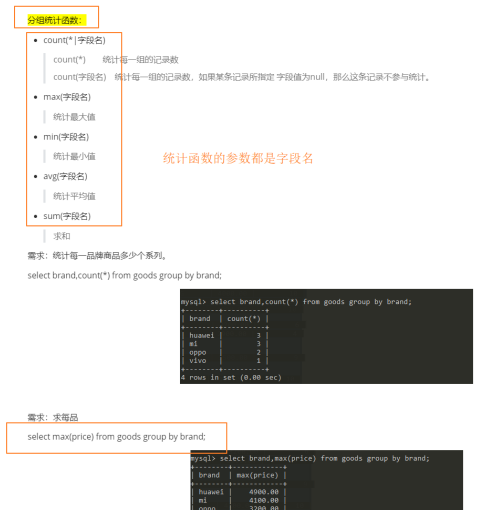 分组统计函数：
count(*|字段名)
count(*) 统计每一组的记录数
count(字段名) 统计每一组的记录数，如果某条记录所指定 字段值为null，那么这条记录不参与统计。
max(字段名)
统计最大值
min(字段名)
统计最小值
统计函数的参数都是字段名
avg(字段名)
统计平均值
sum(字段名)
求和
需求：统计每一品牌商品多少个系列。
select brand,count(*) from goods group by brand;
mysql> select brand,count(*) from goods group by brand;
+--------+----------+
| brand | count(*) |
+--------+----------+
| huawei | 3 |
| mi | 3 |
| oppo | 2 |
| vivo | 1 |
+--------+----------+
4 rows in set (0.00 sec)
需求：求每品
select max(price) from goods group by brand;
mysql> select brand,max(price) from goods group by brand;
+--------+------------+
| brand | max(price) |
+--------+------------+
| huawei | 4900.00 |
| mi | 4100.00 |
| oppo | 3200.00 |